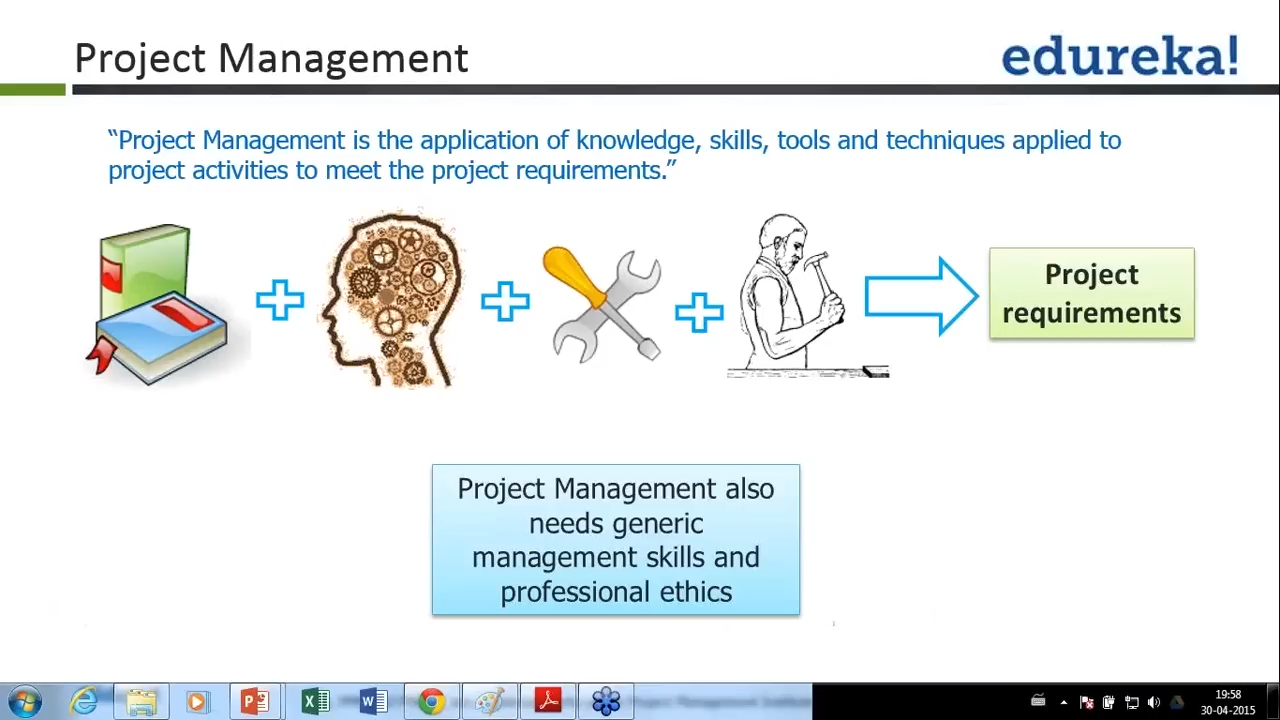 Project Management
edureka!
“Project Management is the application of knowledge, skills, tools and techniques applied to
project activities to meet the project requirements.”
Project
requirements
Project Management also
needs generic
management skills and
professional ethics
19:58
30-04-2015